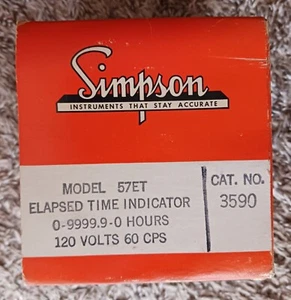 Simpson
INSTRUMENTS THAT STAY ACCURATE
MODEL 57ET
ELAPSED TIME INDICATOR
0-9999.9-0 HOURS
120 VOLTS 60 CPS
CAT. NO.
3590